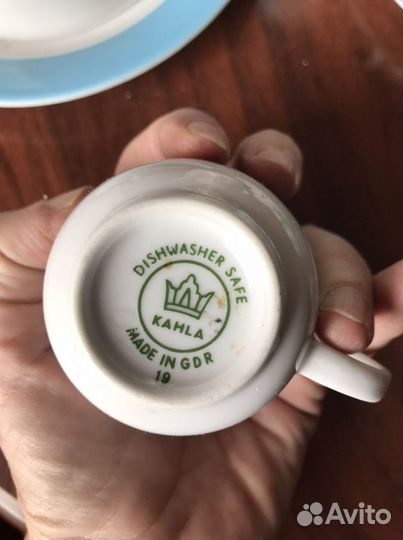 DISHWASHER SAFE
KAHLA
MADE IN GDR
19
Avito